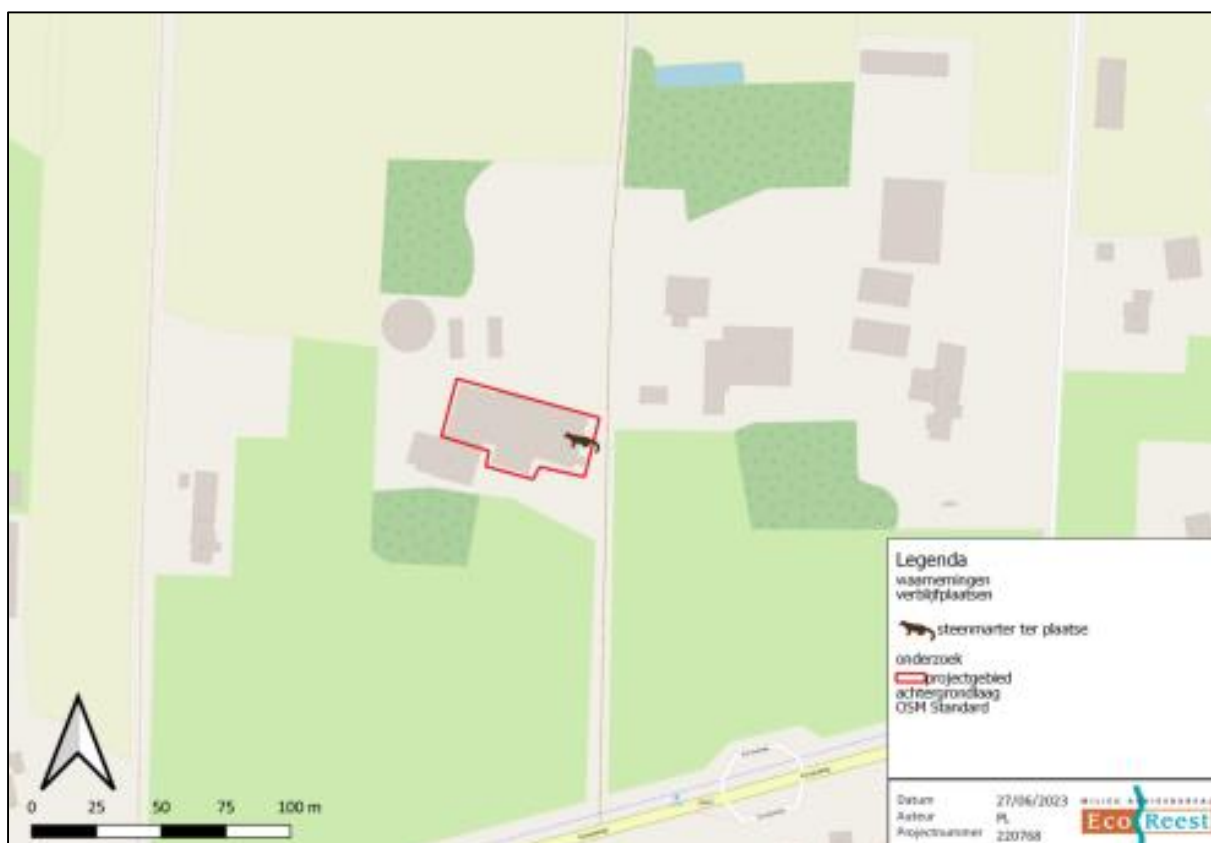 Legenda
waarnemingen
verblijfplaatsen
steenmarter ter plaatse
onderzoek
projectgebied
achtergrondlaag
OSM Standard
0 25 50 75 100 m
Datum 27/06/2023
Auteur PL
Projectnummer 220768
Eco Reest